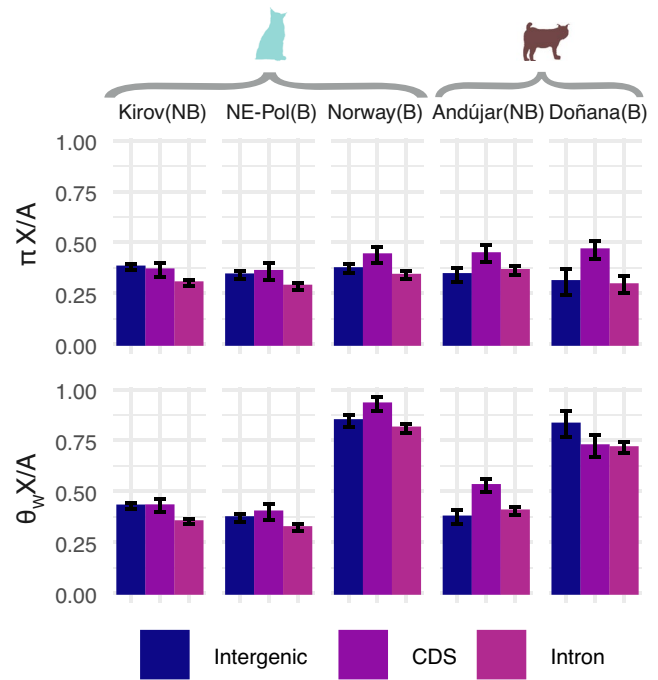 Kirov(NB) NE-Pol(B) Norway(B) Andújar(NB) Doñana(B)
π X/A
1.00
0.75
0.50
0.25
0.00
θw X/A
1.00
0.75
0.50
0.25
0.00
Intergenic CDS Intron